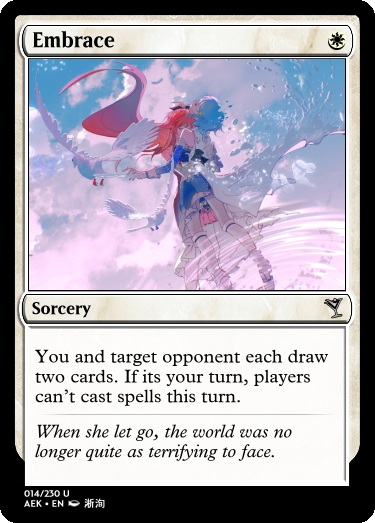 Embrace
Sorcery
You and target opponent each draw
two cards. If its your turn, players
can't cast spells this turn.
When she let go, the world was no
longer quite as terrifying to face.
014/230 U
AEK • EN 淅洵